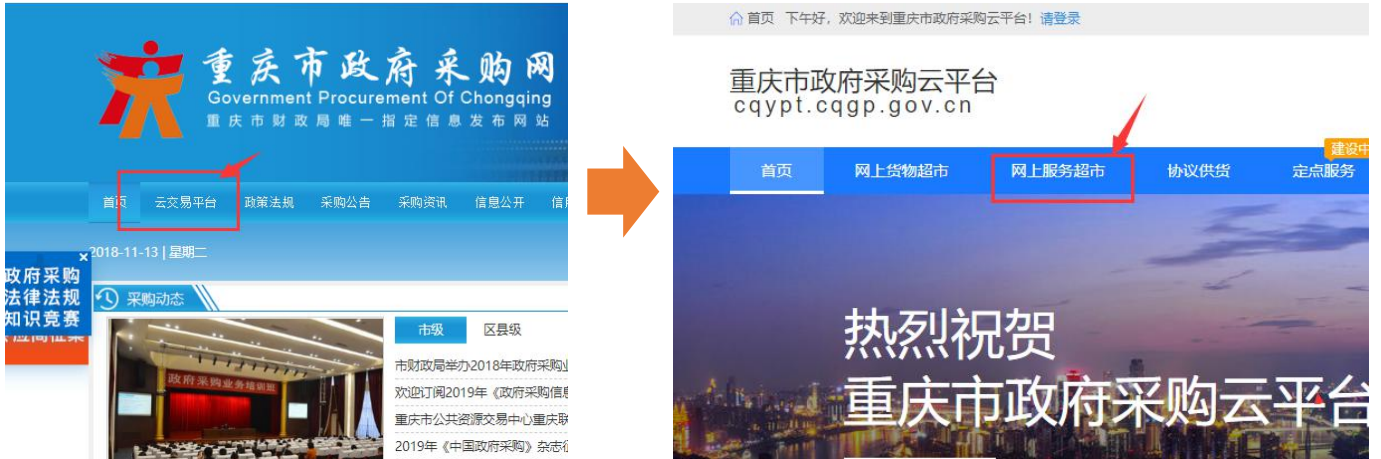 重庆市政府采购网
Government Procurement Of Chongqing
重庆市财政局唯一指定信息发布网站
首页 云交易平台 政策法规 采购公告 采购资讯 信息公开
2018-11-13 | 星期二
政府采购
法律法规
知识竞赛
采购动态
政府采购业务培训班
市级 区县级
市财政局举办2018年政府采购业
欢迎订阅2019年《政府采购信息
重庆市公共资源交易中心重庆联
2019年《中国政府采购》杂志征
首页 下午好，欢迎来到重庆市政府采购云平台！请登录
重庆市政府采购云平台
cqypt.cqgp.gov.cn
建设中
首页 网上货物超市 网上服务超市 协议供货 定点服务
热烈祝贺
重庆市政府采购云平台